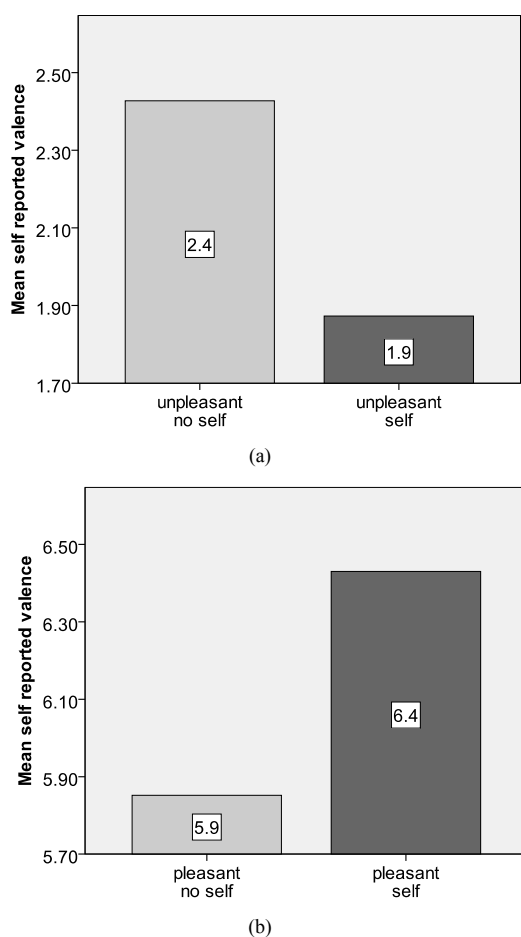 Mean self reported valence
2.50
2.30
2.10
1.90
1.70
2.4
1.9
unpleasant
no self
unpleasant
self
(a)
Mean self reported valence
6.50
6.30
6.10
5.90
5.70
5.9
6.4
pleasant
no self
pleasant
self
(b)